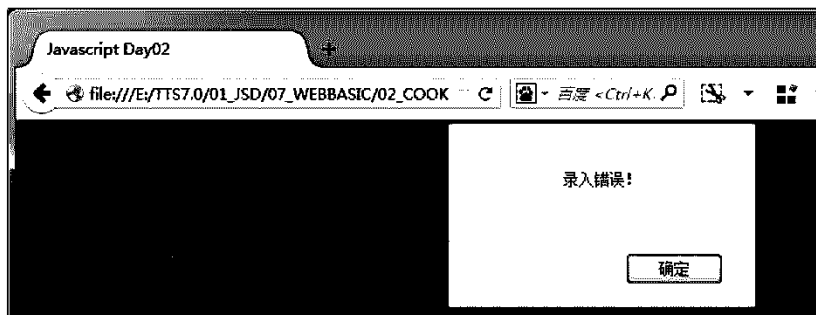 Javascript Day02 +
file:///E:/TTS7.0/01_JSD/07_WEBBASIC/02_COOK 百度 <Ctrl+K.
录入错误！
确定